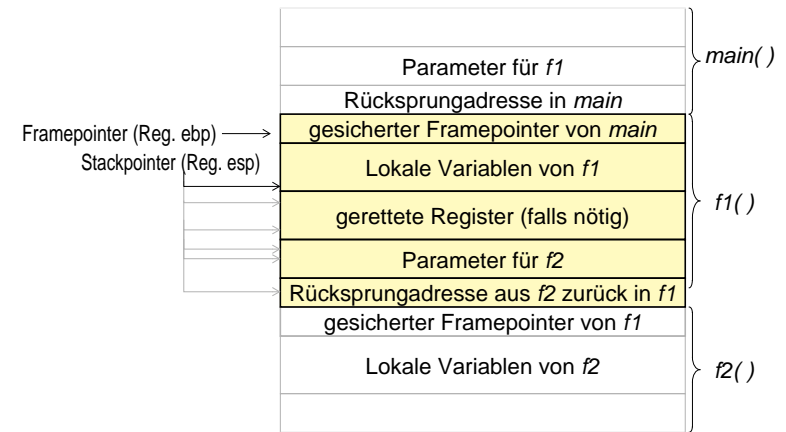 Parameter für f1
main( )
Rücksprungadresse in main
Framepointer (Reg. ebp)
gesicherter Framepointer von main
Stackpointer (Reg. esp)
Lokale Variablen von f1
f1( )
gerettete Register (falls nötig)
Parameter für f2
Rücksprungadresse aus f2 zurück in f1
gesicherter Framepointer von f1
Lokale Variablen von f2
f2( )